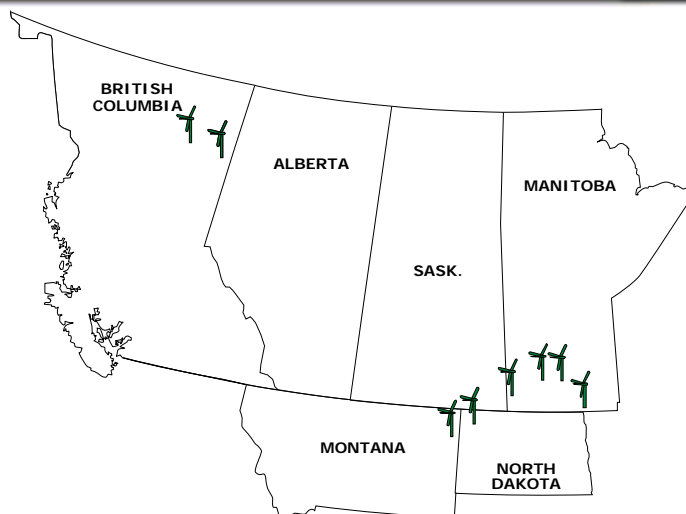 BRITISH
COLUMBIA
ALBERTA
MANITOBA
SASK.
MONTANA
NORTH
DAKOTA